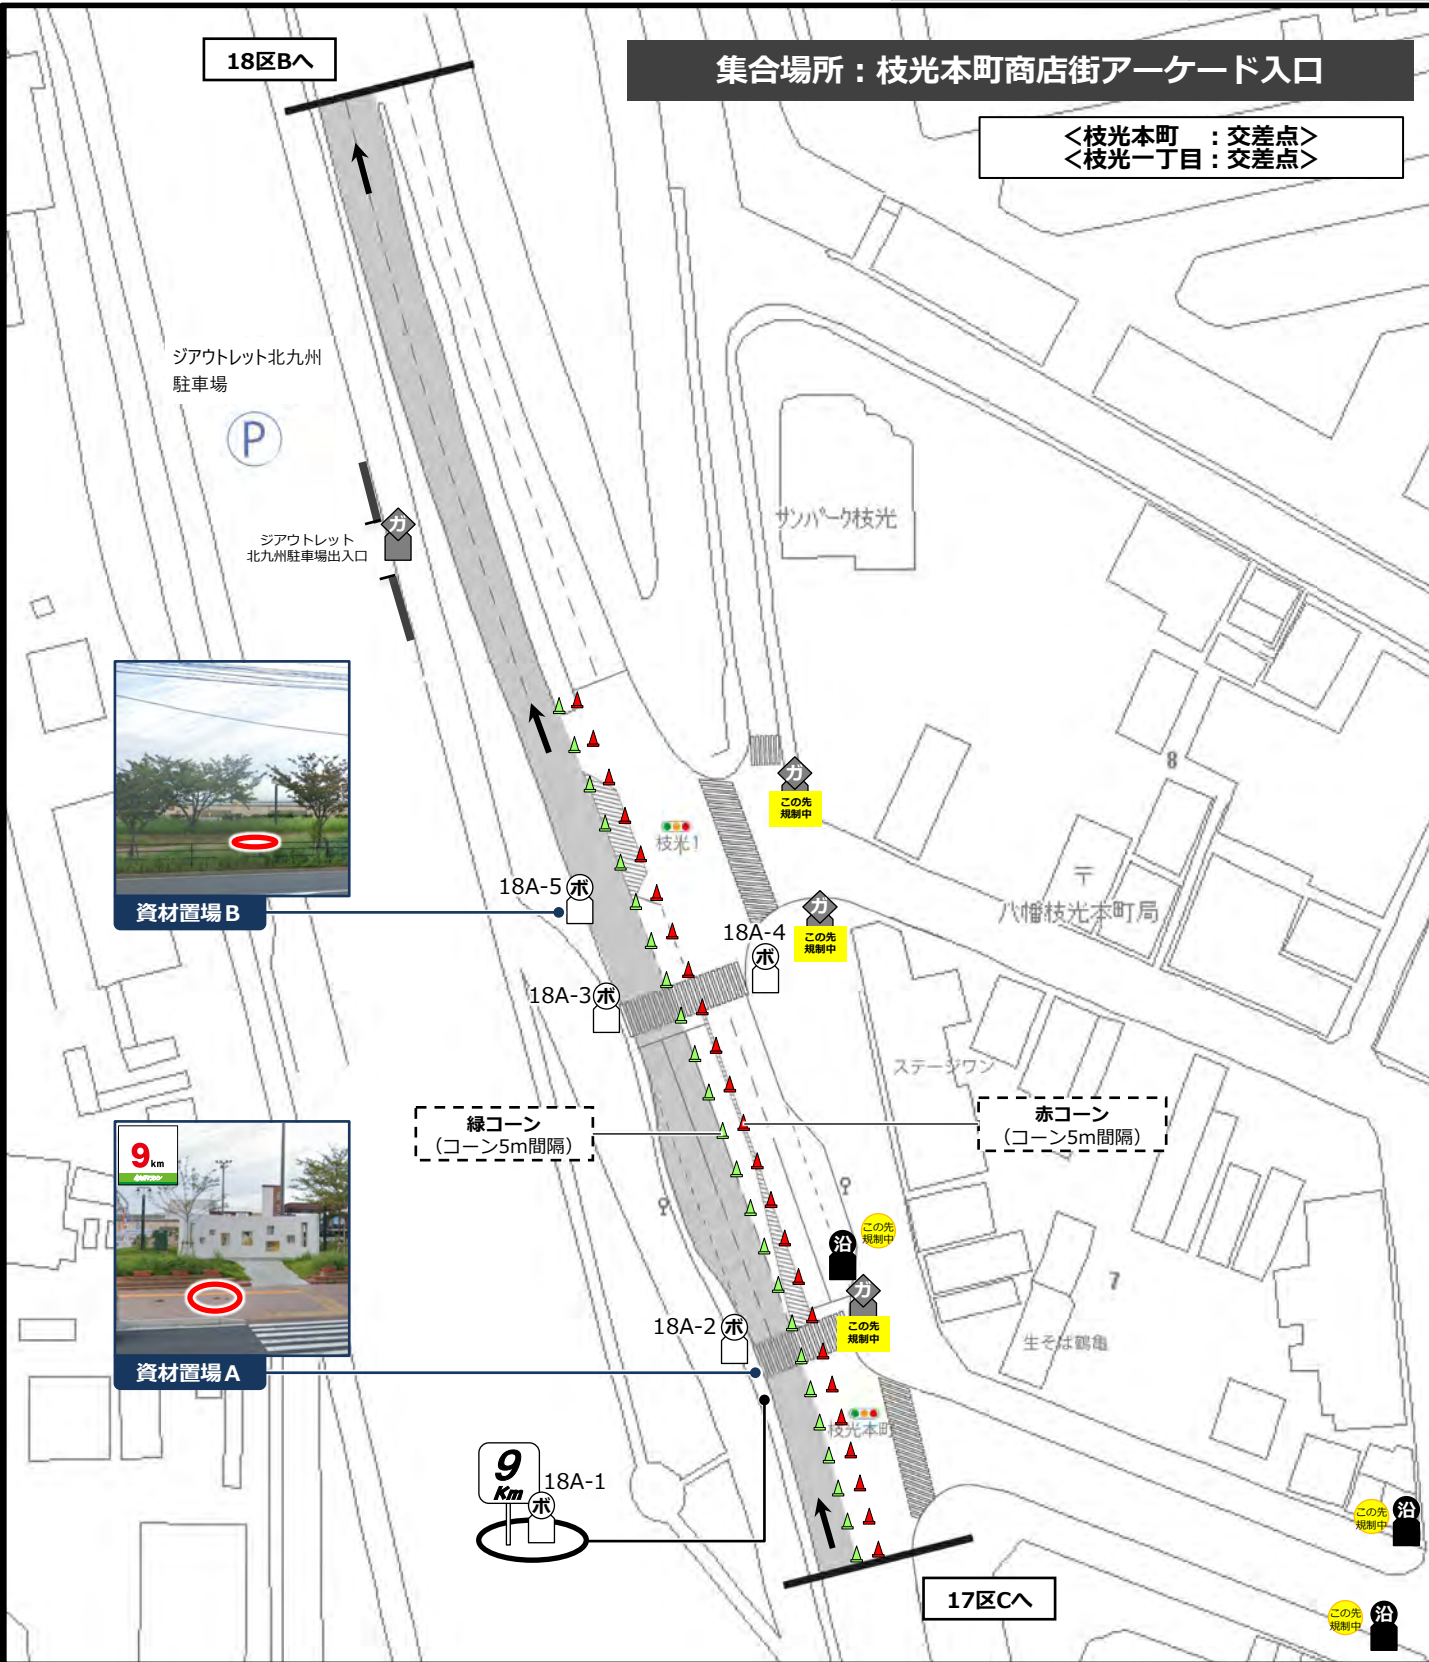 18区Bへ
集合場所：枝光本町商店街アーケード入口
＜枝光本町　：交差点＞
＜枝光一丁目：交差点＞
ジアウトレット北九州
駐車場
P
サンパーク枝光
ガ
ジアウトレット
北九州駐車場出入口
8
ガ
この先
規制中
枝光1
〒
八幡枝光本町局
18A-5
ボ
資材置場B
ガ
この先
規制中
18A-4
ボ
18A-3
ボ
ステージワン
緑コーン
（コーン5m間隔）
赤コーン
（コーン5m間隔）
9km
沿
この先
規制中
7
ガ
この先
規制中
18A-2
ボ
生そば鶴亀
資材置場A
枝光本町
9
Km
18A-1
ボ
この先
規制中
沿
17区Cへ
この先
規制中
沿